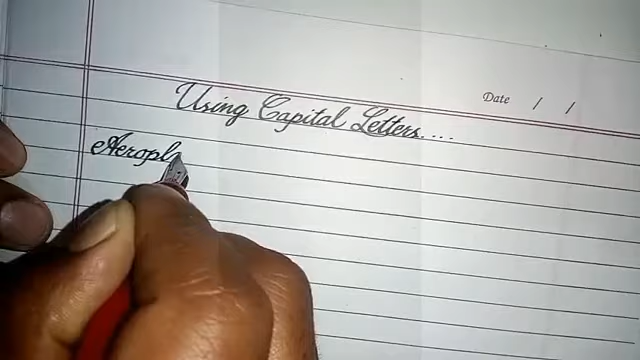 Date / /
Using Capital Letters....
Aeropl